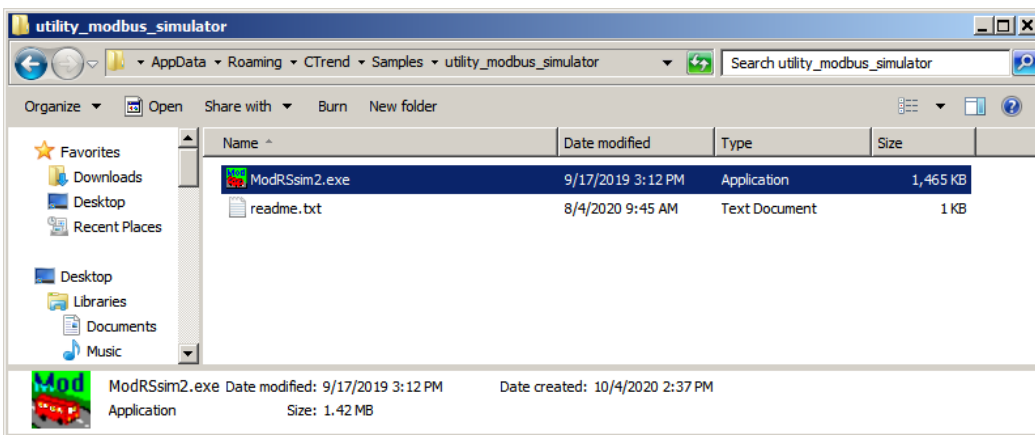 utility_modbus_simulator
AppData Roaming CTrend Samples utility_modbus_simulator Search utility_modbus_simulator
Organize Open Share with Burn New folder
Favorites
Downloads
Desktop
Recent Places
Desktop
Libraries
Documents
Music
Name Date modified Type Size
ModRSsim2.exe 9/17/2019 3:12 PM Application 1,465 KB
readme.txt 8/4/2020 9:45 AM Text Document 1 KB
Mod
ModRSsim2.exe Date modified: 9/17/2019 3:12 PM Date created: 10/4/2020 2:37 PM
Application Size: 1.42 MB